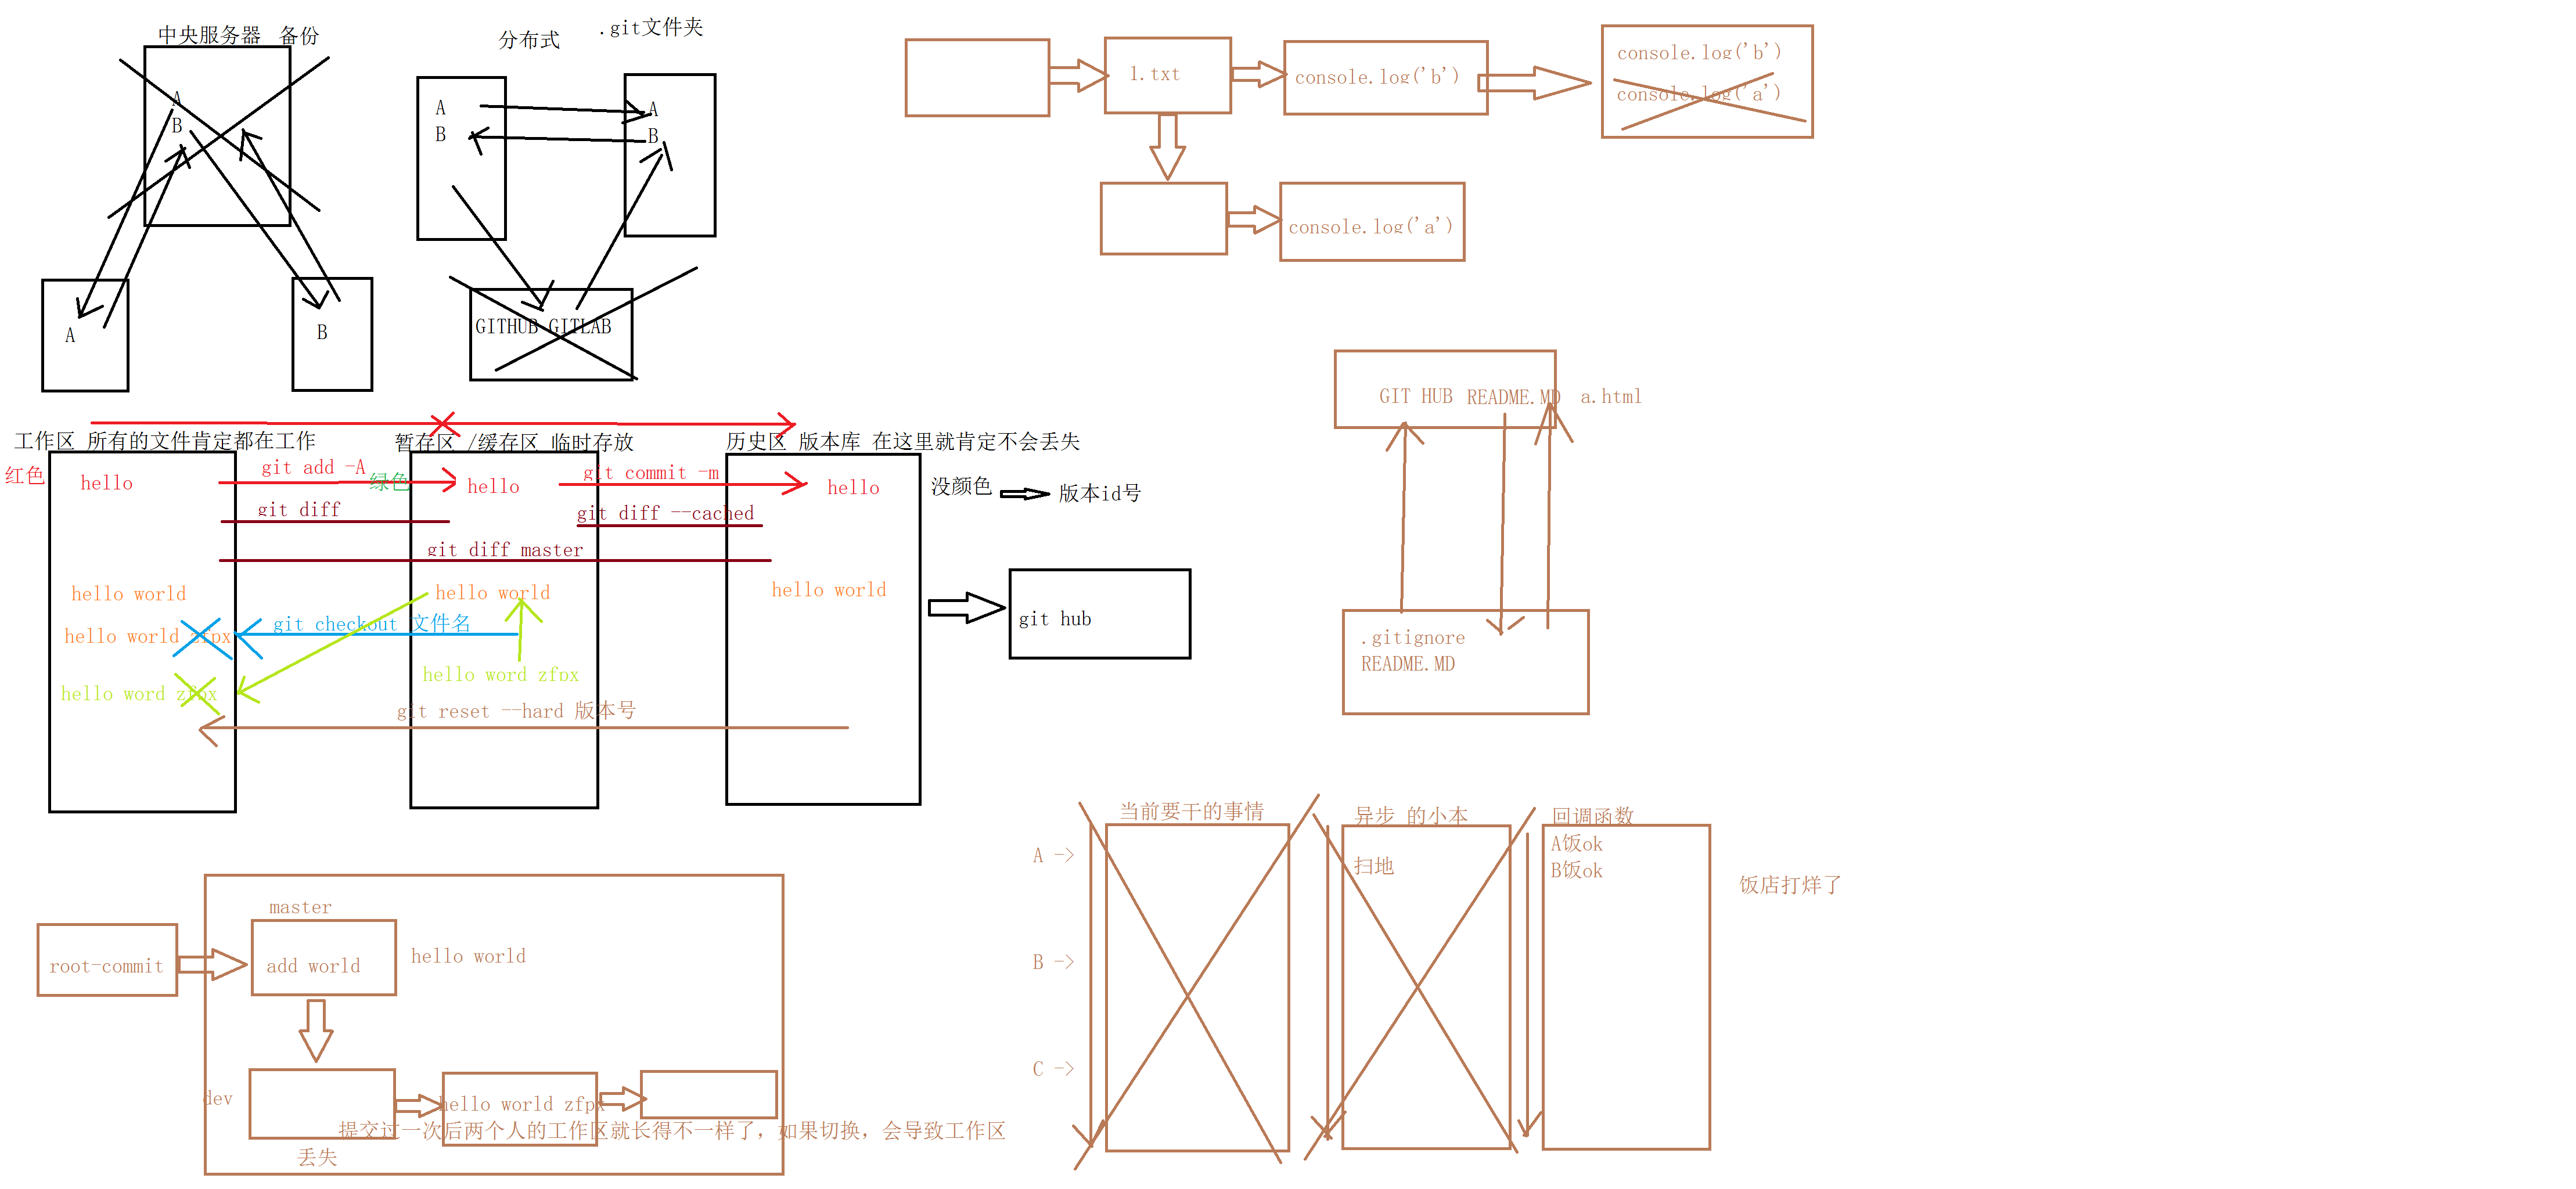 中央服务器 备份
A
B
A
B
分布式
.git文件夹
A
B
A
B
GITHUB GITLAB
1.txt
console.log('b')
console.log('b')
console.log('a')
console.log('a')
工作区 所有的文件肯定都在工作
暂存区 /缓存区 临时存放
历史区 版本库 在这里就肯定不会丢失
红色
hello
git add -A
绿色
hello
git commit -m
hello
没颜色
版本id号
git diff
git diff --cached
git diff master
hello world
hello world
hello world
hello world zfpx
git checkout 文件名
hello word zfpx
hello word zfpx
git reset --hard 版本号
git hub
GIT HUB
README.MD
a.html
.gitignore
README.MD
master
root-commit
add world
hello world
dev
hello world zfpx
提交过一次后两个人的工作区就长得不一样了，如果切换，会导致工作区
丢失
当前要干的事情
异步 的小本
回调函数
A ->
B ->
C ->
扫地
A饭ok
B饭ok
饭店打烊了